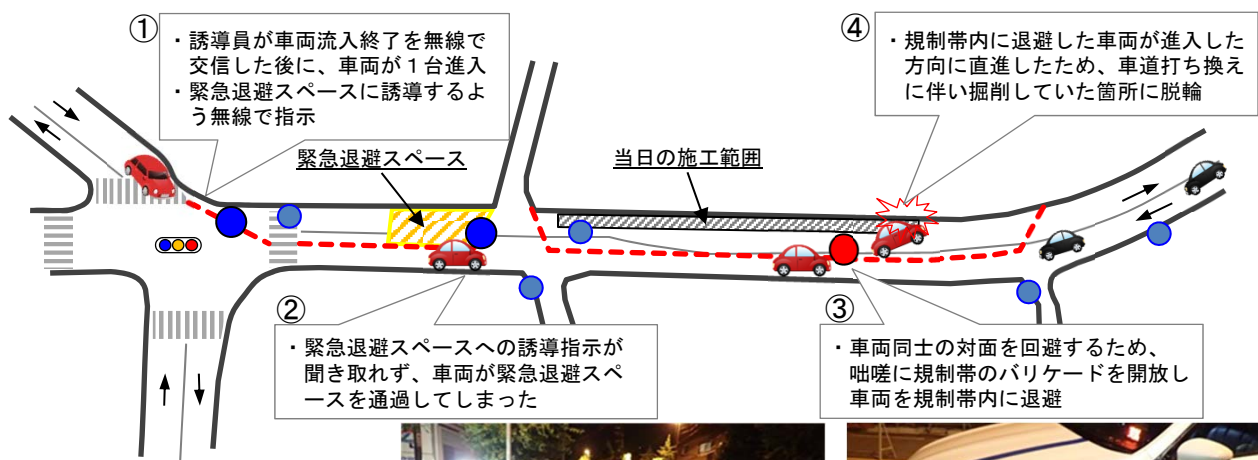 ①
・誘導員が車両流入終了を無線で
交信した後に、車両が１台進入
・緊急退避スペースに誘導するよ
う無線で指示
④
・規制帯内に退避した車両が進入した
方向に直進したため、車道打ち換え
に伴い掘削していた箇所に脱輪
緊急退避スペース
当日の施工範囲
②
・緊急退避スペースへの誘導指示が
聞き取れず、車両が緊急退避スペ
ースを通過してしまった
③
・車両同士の対面を回避するため、
咄嗟に規制帯のバリケードを開放し
車両を規制帯内に退避